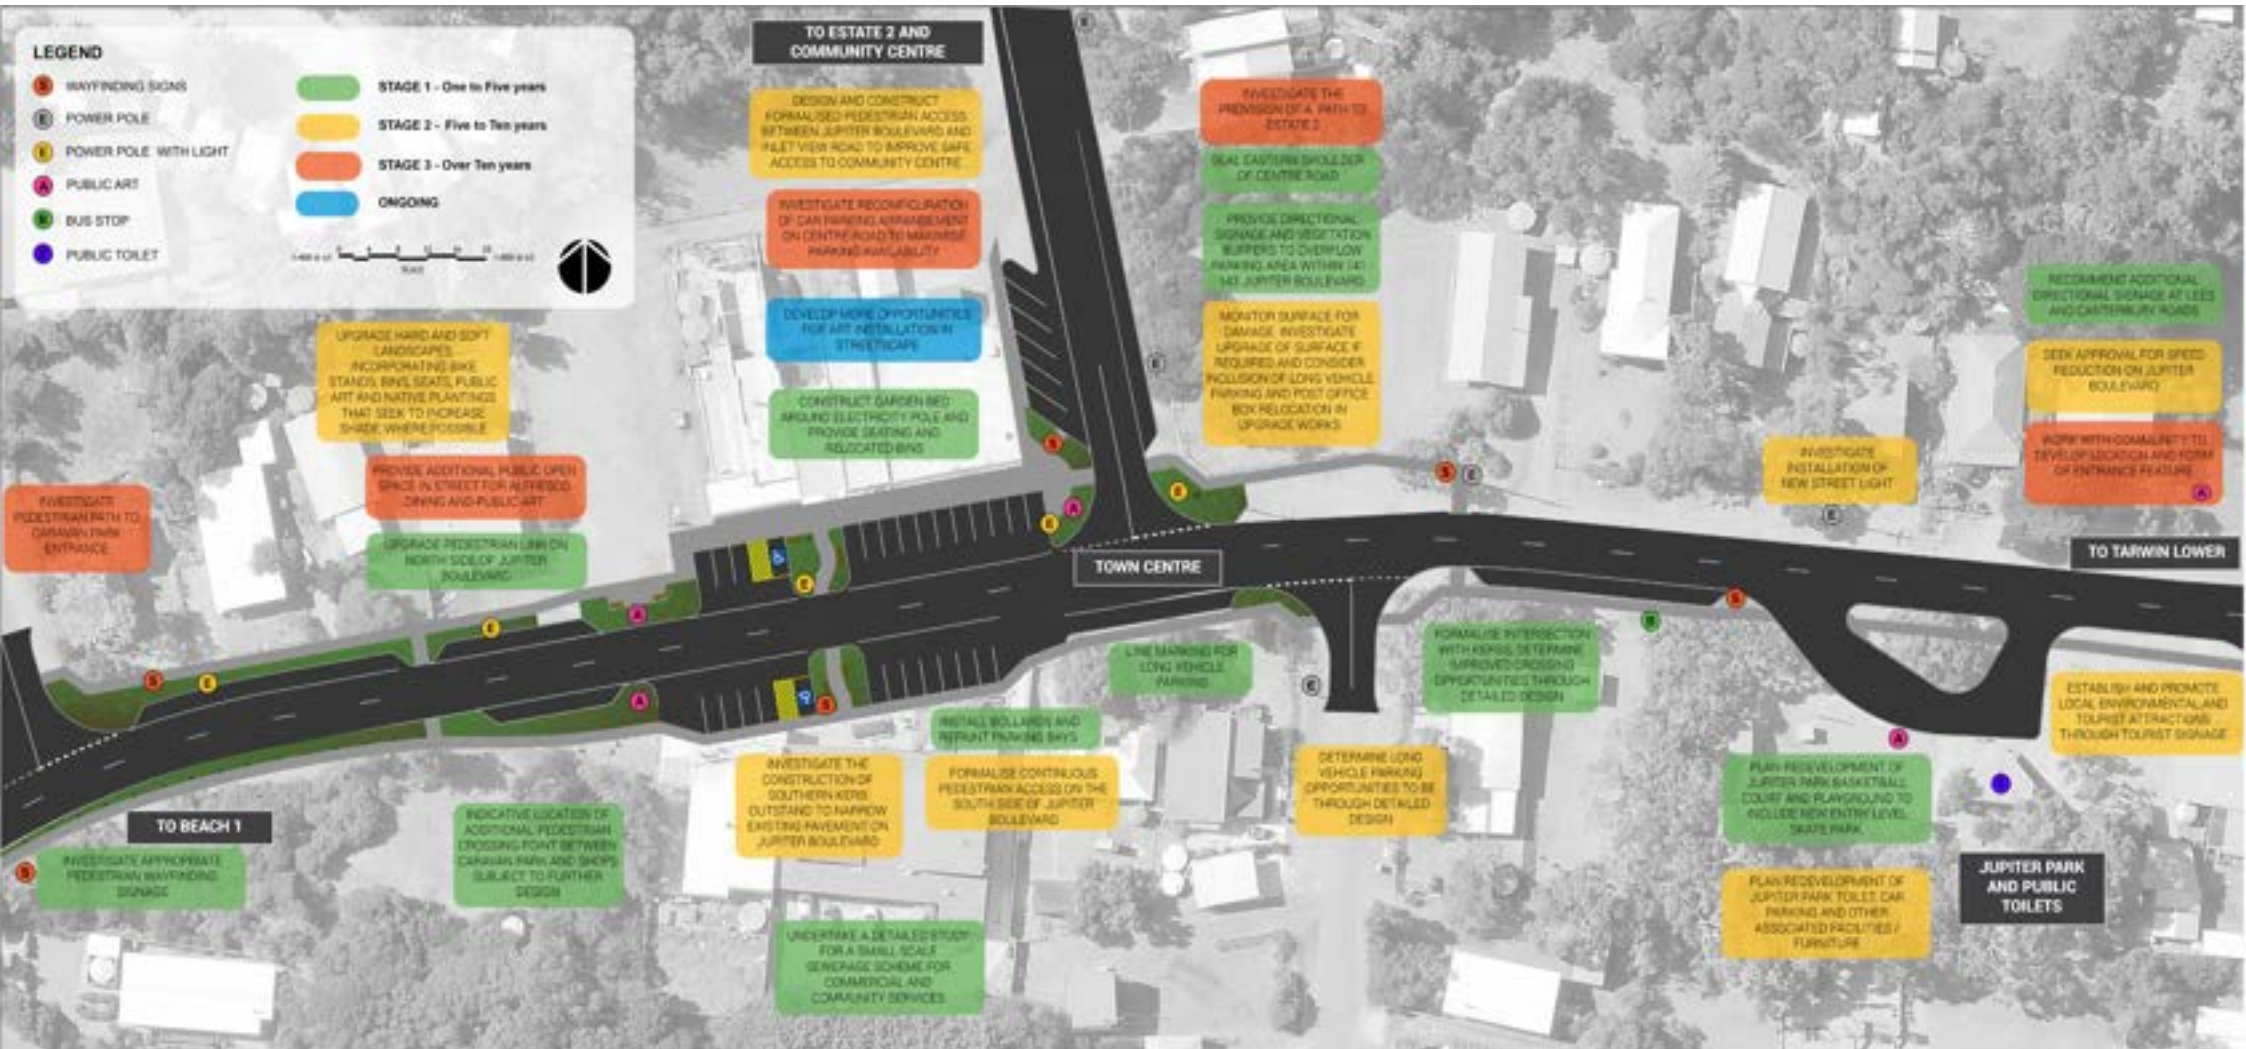 LEGEND
S WAYFINDING SIGNS
E POWER POLE
E POWER POLE WITH LIGHT
A PUBLIC ART
B BUS STOP
PUBLIC TOILET
STAGE 1 - One to Five years
STAGE 2 - Five to Ten years
STAGE 3 - Over Ten years
ONGOING
SCALE
TO ESTATE 2 AND
COMMUNITY CENTRE
DESIGN AND CONSTRUCT
FORMALISED PEDESTRIAN ACCESS
BETWEEN JUPITER BOULEVARD AND
INLET VIEW ROAD TO IMPROVE SAFE
ACCESS TO COMMUNITY CENTRE
INVESTIGATE RECONFIGURATION
OF CAR PARKING ARRANGEMENT
ON CENTRE ROAD TO MAXIMISE
PARKING AVAILABILITY
DEVELOP MORE OPPORTUNITIES
FOR ART INSTALLATION IN
STREETSCAPE
CONSTRUCT GARDEN BED
AROUND ELECTRICITY POLE AND
PROVIDE SEATING AND
RELOCATED BINS
INVESTIGATE THE
PROVISION OF A PATH TO
ESTATE 2
SEAL EASTERN SHOULDER
OF CENTRE ROAD
PROVIDE DIRECTIONAL
SIGNAGE AND VEGETATION
BUFFERS TO OVERFLOW
PARKING AREA WITHIN 141
143 JUPITER BOULEVARD
MONITOR SURFACE FOR
DAMAGE. INVESTIGATE
UPGRADE OF SURFACE IF
REQUIRED AND CONSIDER
INCLUSION OF LONG VEHICLE
PARKING AND POST OFFICE
BOX RELOCATION IN
UPGRADE WORKS
RECOMMEND ADDITIONAL
DIRECTIONAL SIGNAGE AT LEES
AND CANTERBURY ROADS
SEEK APPROVAL FOR SPEED
REDUCTION ON JUPITER
BOULEVARD
WORK WITH COMMUNITY TO
DEVELOP LOCATION AND FORM
OF ENTRANCE FEATURE
INVESTIGATE
INSTALLATION OF
NEW STREET LIGHT
UPGRADE HARD AND SOFT
LANDSCAPES
INCORPORATING BIKE
STANDS, BINS, SEATS, PUBLIC
ART AND NATIVE PLANTINGS
THAT SEEK TO INCREASE
SHADE WHERE POSSIBLE
PROVIDE ADDITIONAL PUBLIC OPEN
SPACE IN STREET FOR ALFRESCO
DINING AND PUBLIC ART
UPGRADE PEDESTRIAN LINK ON
NORTH SIDE OF JUPITER
BOULEVARD
INVESTIGATE
PEDESTRIAN PATH TO
CARAVAN PARK
ENTRANCE
TOWN CENTRE
TO TARWIN LOWER
LINE MARKING FOR
LONG VEHICLE
PARKING
FORMALISE INTERSECTION
WITH KERBS. DETERMINE
IMPROVED CROSSING
OPPORTUNITIES THROUGH
DETAILED DESIGN
ESTABLISH AND PROMOTE
LOCAL ENVIRONMENTAL AND
TOURIST ATTRACTIONS
THROUGH TOURIST SIGNAGE
INSTALL BOLLARDS AND
REPAINT PARKING BAYS
FORMALISE CONTINUOUS
PEDESTRIAN ACCESS ON THE
SOUTH SIDE OF JUPITER
BOULEVARD
INVESTIGATE THE
CONSTRUCTION OF
SOUTHERN KERB
OUTSTAND TO NARROW
EXISTING PAVEMENT ON
JUPITER BOULEVARD
DETERMINE LONG
VEHICLE PARKING
OPPORTUNITIES TO BE
THROUGH DETAILED
DESIGN
PLAN REDEVELOPMENT OF
JUPITER PARK BASKETBALL
COURT AND PLAYGROUND TO
INCLUDE NEW ENTRY LEVEL
SKATE PARK
PLAN REDEVELOPMENT OF
JUPITER PARK TOILET, CAR
PARKING AND OTHER
ASSOCIATED FACILITIES /
FURNITURE
JUPITER PARK
AND PUBLIC
TOILETS
TO BEACH 1
INVESTIGATE APPROPRIATE
PEDESTRIAN WAYFINDING
SIGNAGE
INDICATIVE LOCATION OF
ADDITIONAL PEDESTRIAN
CROSSING POINT BETWEEN
CARAVAN PARK AND SHOPS
SUBJECT TO FURTHER
DESIGN
UNDERTAKE A DETAILED STUDY
FOR A SMALL SCALE
SEWERAGE SCHEME FOR
COMMERCIAL AND
COMMUNITY SERVICES